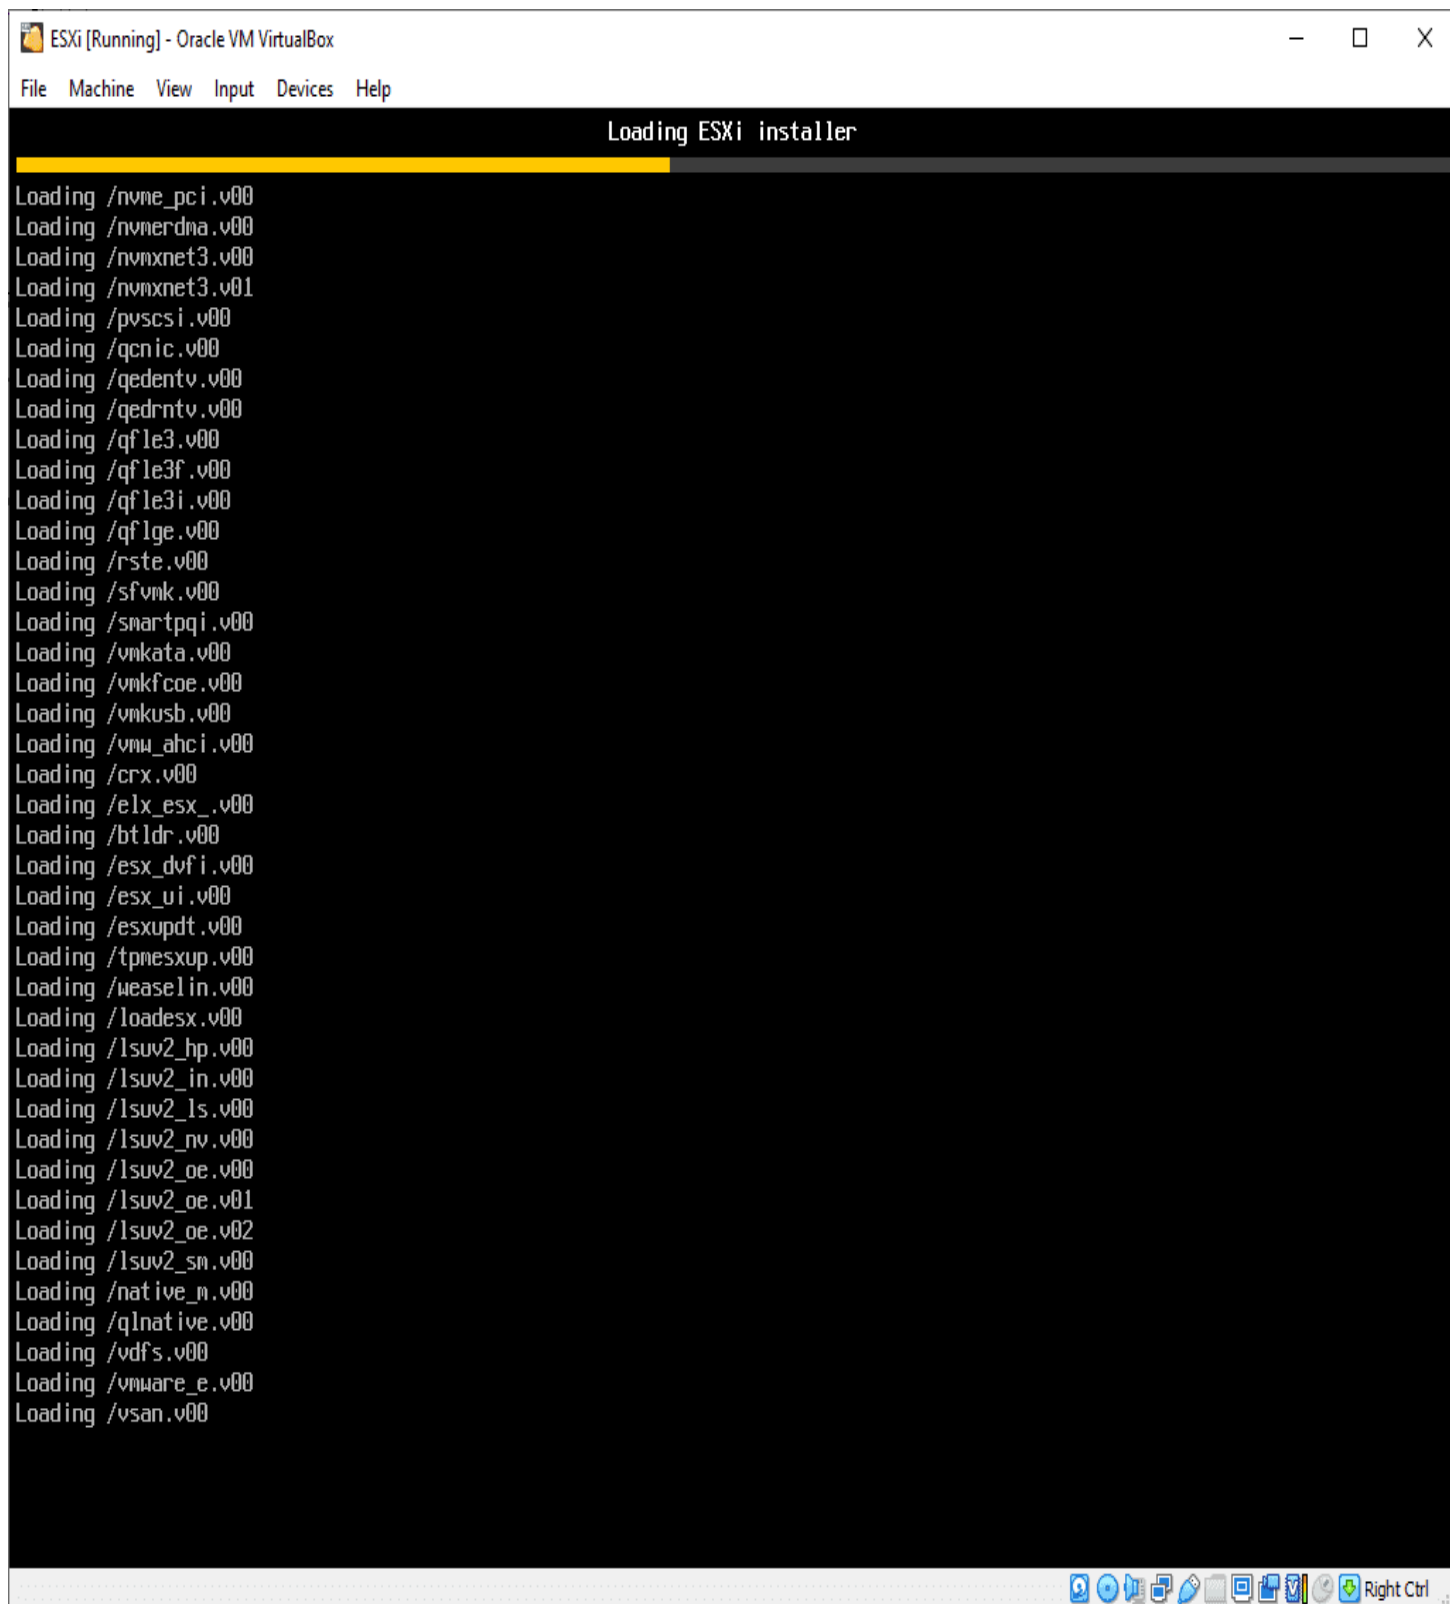 ESXi [Running] - Oracle VM VirtualBox
File Machine View Input Devices Help
Loading ESXi installer
Loading /nvme_pci.v00
Loading /nvmerdma.v00
Loading /nvmxnet3.v00
Loading /nvmxnet3.v01
Loading /pvscsi.v00
Loading /qcnic.v00
Loading /qedentv.v00
Loading /qedrntv.v00
Loading /qfle3.v00
Loading /qfle3f.v00
Loading /qfle3i.v00
Loading /qflge.v00
Loading /rste.v00
Loading /sfvmk.v00
Loading /smartpqi.v00
Loading /vmkata.v00
Loading /vmkfcoe.v00
Loading /vmkusb.v00
Loading /vmw_ahci.v00
Loading /crx.v00
Loading /elx_esx_.v00
Loading /btldr.v00
Loading /esx_dvfi.v00
Loading /esx_ui.v00
Loading /esxupdt.v00
Loading /tpmesxup.v00
Loading /weaselin.v00
Loading /loadesx.v00
Loading /lsuv2_hp.v00
Loading /lsuv2_in.v00
Loading /lsuv2_ls.v00
Loading /lsuv2_nv.v00
Loading /lsuv2_oe.v00
Loading /lsuv2_oe.v01
Loading /lsuv2_oe.v02
Loading /lsuv2_sm.v00
Loading /native_m.v00
Loading /qlnative.v00
Loading /vdfs.v00
Loading /vmware_e.v00
Loading /vsan.v00
Right Ctrl